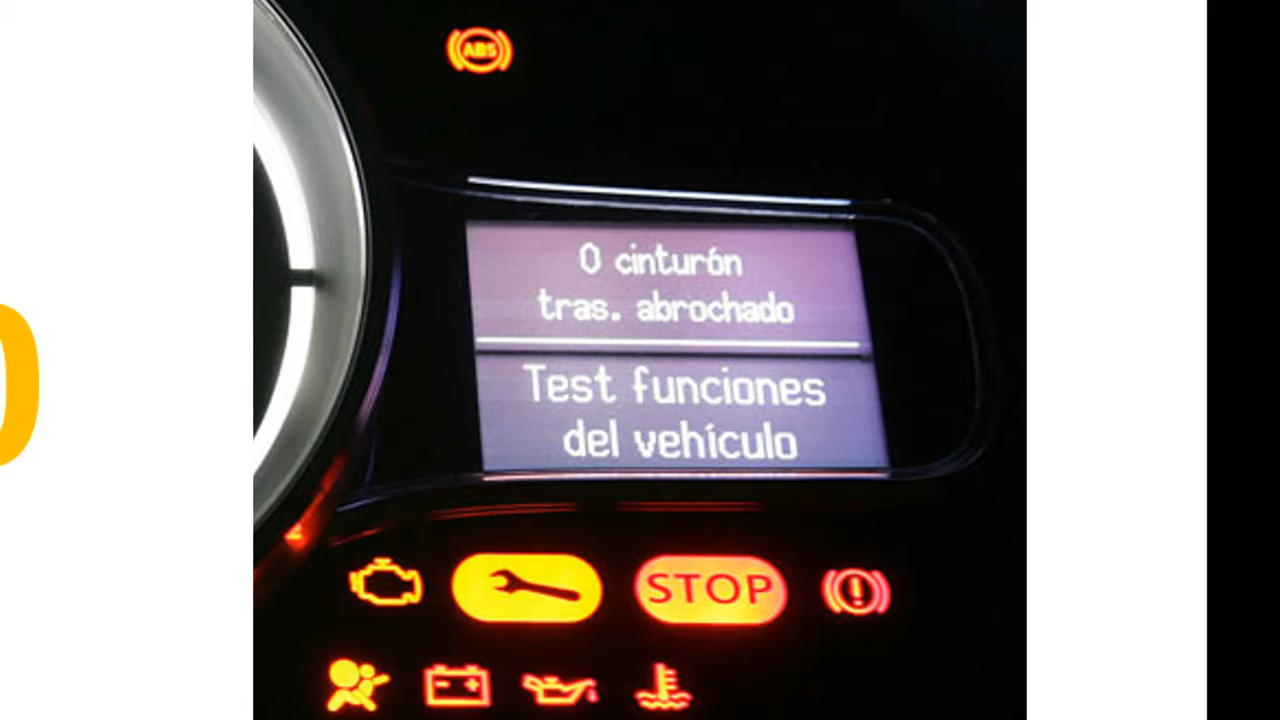 ABS
0 cinturón
tras. abrochado
Test funciones
del vehículo
STOP